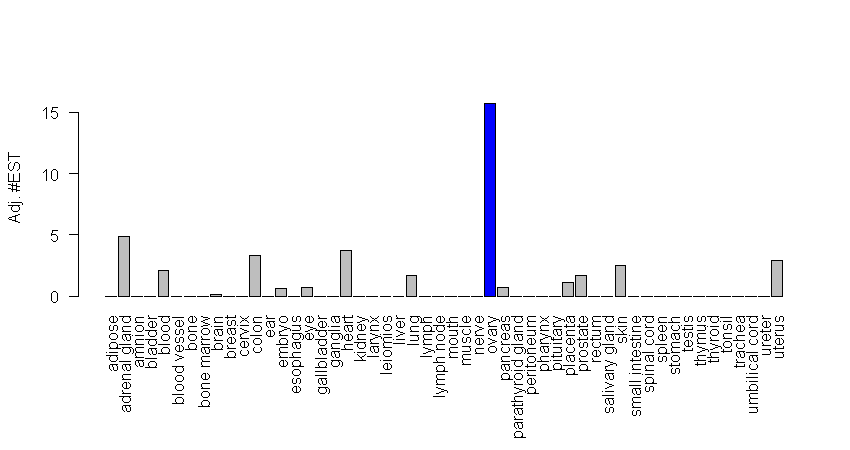 Adj. #EST
15
10
5
0
adipose
adrenal gland
amnion
bladder
blood
blood vessel
bone
bone marrow
brain
breast
cervix
colon
ear
embryo
esophagus
eye
gallbladder
ganglia
heart
kidney
larynx
leiomios
liver
lung
lymph
lymph node
mouth
muscle
nerve
ovary
pancreas
parathyroid gland
peritoneum
pharynx
pituitary
placenta
prostate
rectum
salivary gland
skin
small intestine
spinal cord
spleen
stomach
testis
thymus
thyroid
tonsil
trachea
umbilical cord
ureter
uterus